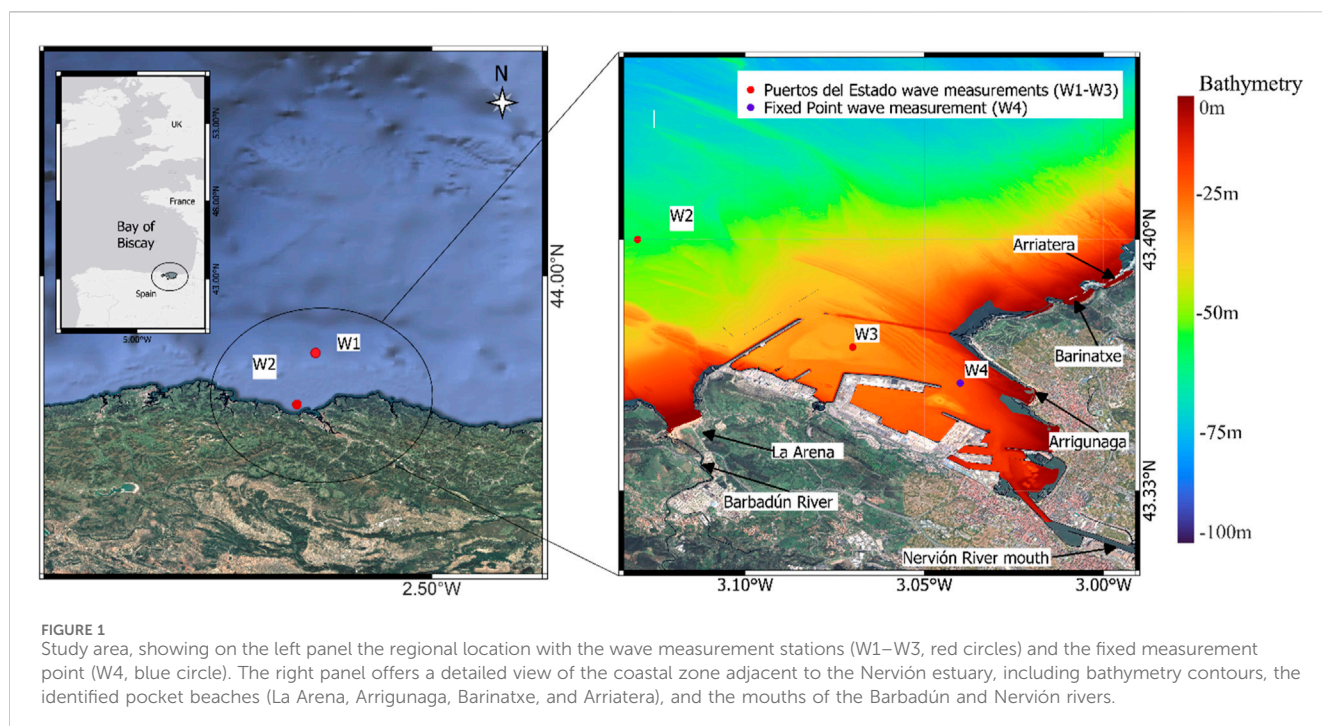 N
UK
53.00°N
France
48.00°N
Bay of
Biscay
43.00°N
Spain
5.00°W
W1
W2
44.00°N
2.50°W
Puertos del Estado wave measurements (W1-W3)
Fixed Point wave measurement (W4)
W2
Arriatera
43.40°N
W3
Barinatxe
W4
La Arena
Arrigunaga
Barbadún River
43.33°N
Nervión River mouth
3.10°W
3.05°W
3.00°W
Bathymetry
0m
-25m
-50m
-75m
-100m
FIGURE 1
Study area, showing on the left panel the regional location with the wave measurement stations (W1–W3, red circles) and the fixed measurement
point (W4, blue circle). The right panel offers a detailed view of the coastal zone adjacent to the Nervión estuary, including bathymetry contours, the
identified pocket beaches (La Arena, Arrigunaga, Barinatxe, and Arriatera), and the mouths of the Barbadún and Nervión rivers.